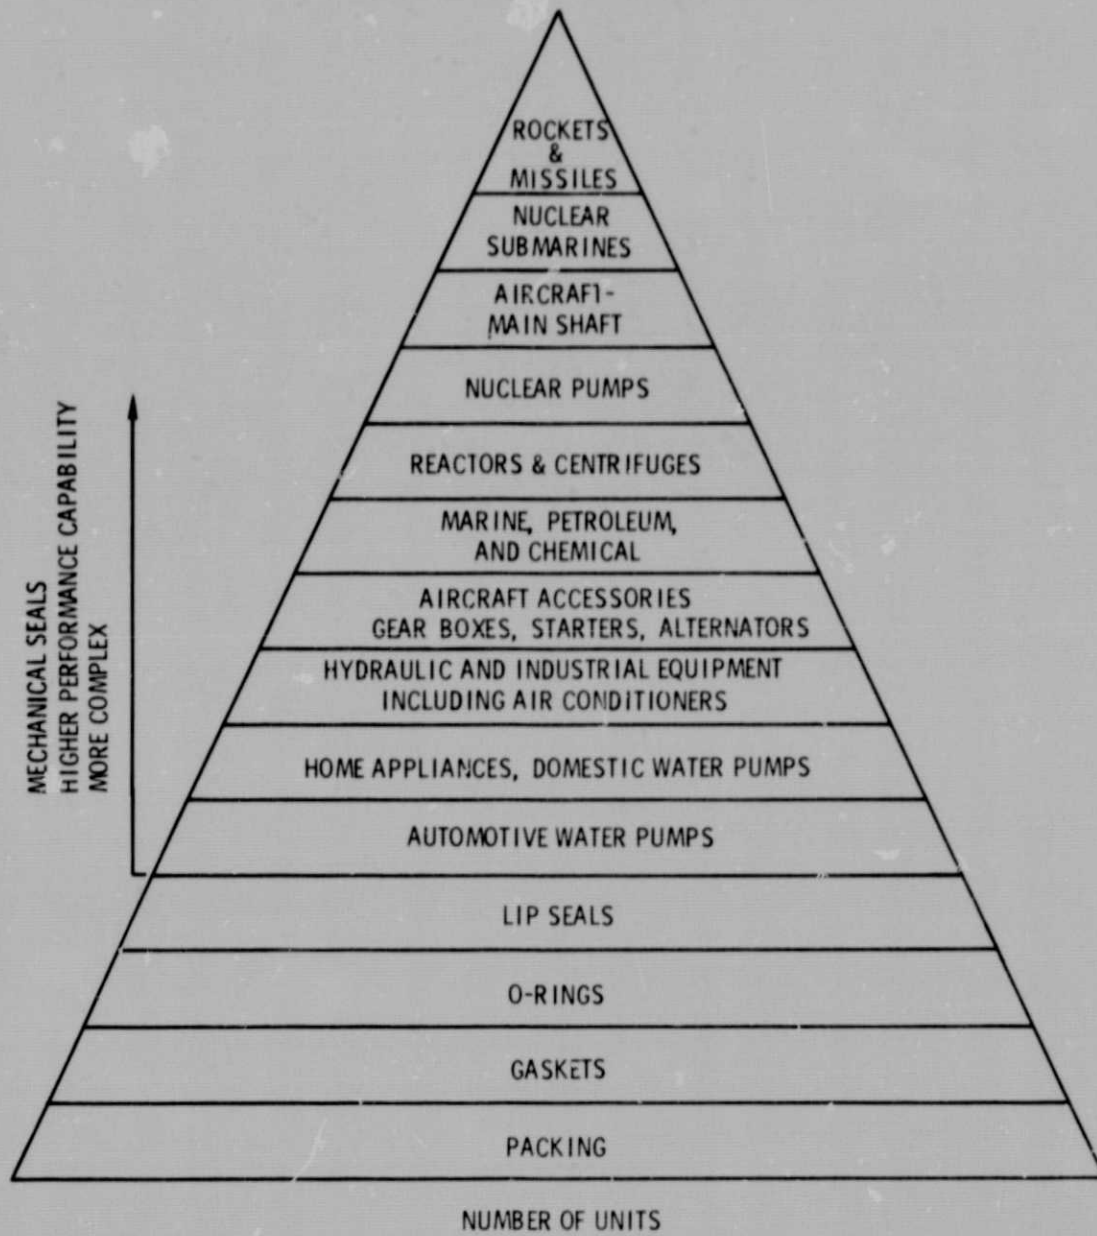 ROCKETS
&
MISSILES
NUCLEAR
SUBMARINES
AIRCRAFT-
MAIN SHAFT
NUCLEAR PUMPS
REACTORS & CENTRIFUGES
MARINE, PETROLEUM,
AND CHEMICAL
AIRCRAFT ACCESSORIES
GEAR BOXES, STARTERS, ALTERNATORS
HYDRAULIC AND INDUSTRIAL EQUIPMENT
INCLUDING AIR CONDITIONERS
HOME APPLIANCES, DOMESTIC WATER PUMPS
AUTOMOTIVE WATER PUMPS
LIP SEALS
O-RINGS
GASKETS
PACKING
NUMBER OF UNITS
MECHANICAL SEALS
HIGHER PERFORMANCE CAPABILITY
MORE COMPLEX